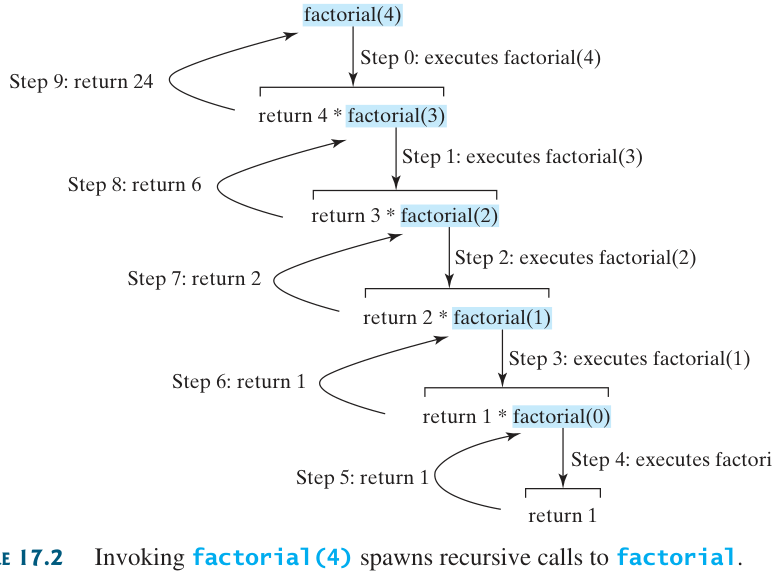 factorial(4)
Step 0: executes factorial(4)
Step 9: return 24
return 4 * factorial(3)
Step 1: executes factorial(3)
Step 8: return 6
return 3 * factorial(2)
Step 2: executes factorial(2)
Step 7: return 2
return 2 * factorial(1)
Step 3: executes factorial(1)
Step 6: return 1
return 1 * factorial(0)
Step 4: executes factori
Step 5: return 1
return 1
E 17.2 Invoking factorial(4) spawns recursive calls to factorial.